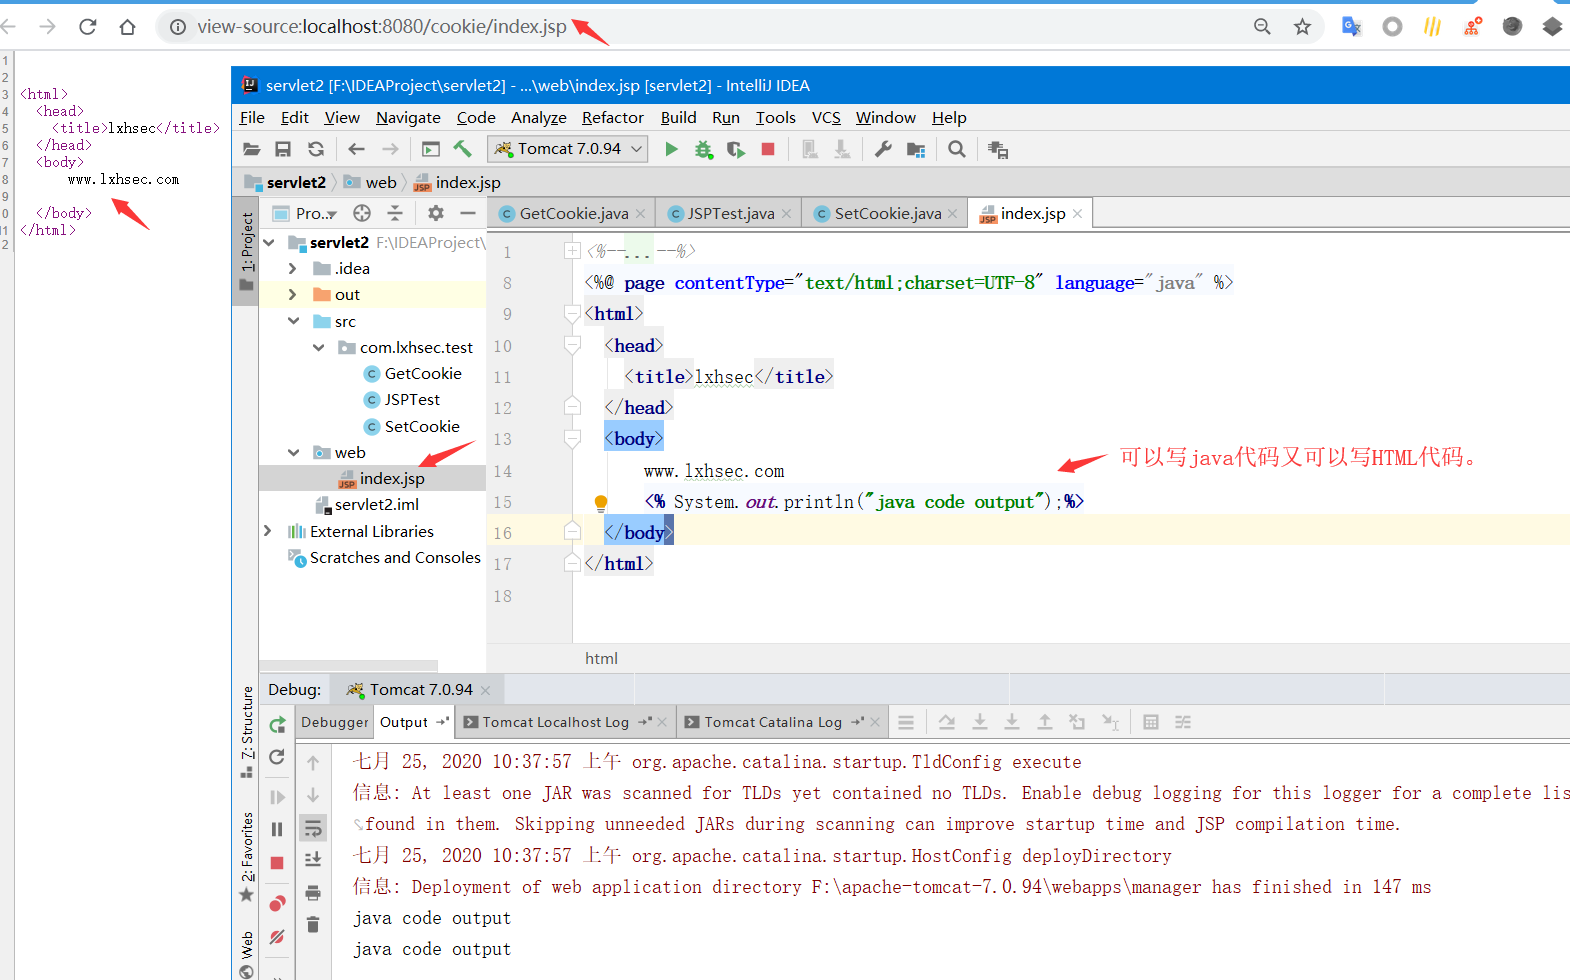 view-source:localhost:8080/cookie/index.jsp
1
2
3 <html>
4 <head>
5 <title>lxhsec</title>
6 </head>
7 <body>
8 www.lxhsec.com
9
0 </body>
11 </html>
2
servlet2 [F:\IDEAProject\servlet2] - ...\web\index.jsp [servlet2] - IntelliJ IDEA
File Edit View Navigate Code Analyze Refactor Build Run Tools VCS Window Help
Tomcat 7.0.94
servlet2 web index.jsp
1: Project
Pro..
GetCookie.java JSPTest.java SetCookie.java index.jsp
servlet2 F:\IDEAProject\
.idea
out
src
com.lxhsec.test
GetCookie
JSPTest
SetCookie
web
index.jsp
servlet2.iml
External Libraries
Scratches and Consoles
1 <%--...--%>
8 <%@ page contentType="text/html;charset=UTF-8" language="java" %>
9 <html>
10 <head>
11 <title>lxhsec</title>
12 </head>
13 <body>
14 www.lxhsec.com
可以写java代码又可以写HTML代码。
15 <% System.out.println("java code output");%>
16 </body>
17 </html>
18
html
Debug: Tomcat 7.0.94
Debugger Output Tomcat Localhost Log Tomcat Catalina Log
7: Structure
2: Favorites
Web
七月 25, 2020 10:37:57 上午 org.apache.catalina.startup.TldConfig execute
信息: At least one JAR was scanned for TLDs yet contained no TLDs. Enable debug logging for this logger for a complete lis
found in them. Skipping unneeded JARs during scanning can improve startup time and JSP compilation time.
七月 25, 2020 10:37:57 上午 org.apache.catalina.startup.HostConfig deployDirectory
信息: Deployment of web application directory F:\apache-tomcat-7.0.94\webapps\manager has finished in 147 ms
java code output
java code output